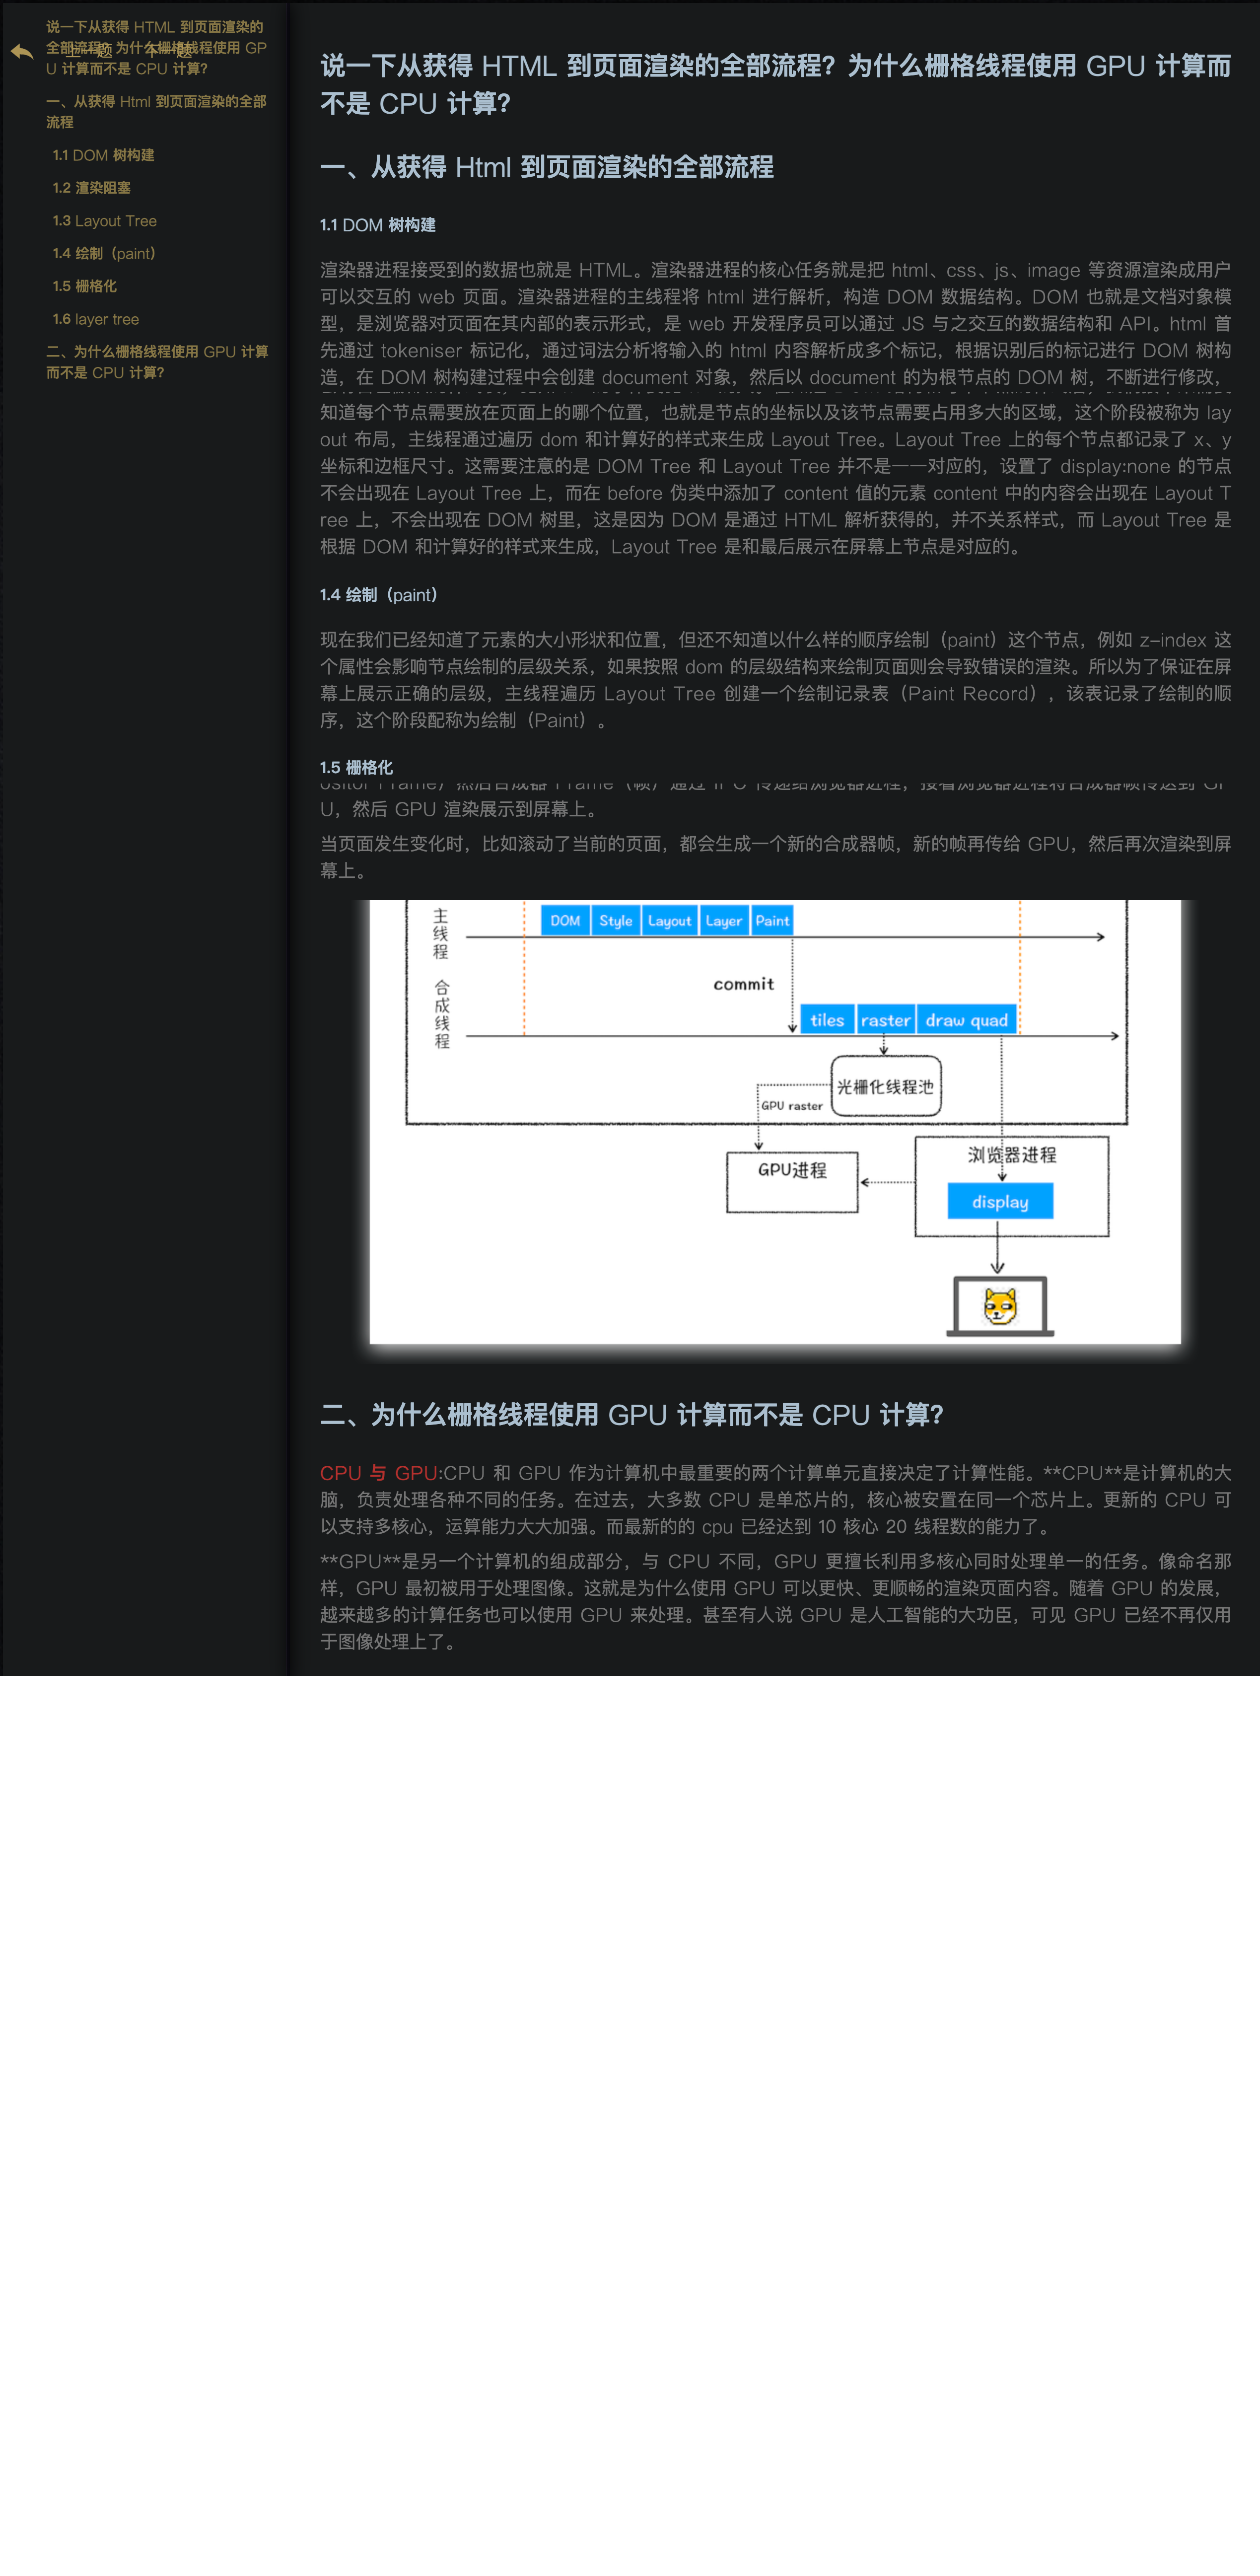 说一下从获得 HTML 到页面渲染的
全部流程？为什么栅格线程使用 GP
U 计算而不是 CPU 计算？
上一题 下一题
一、从获得 Html 到页面渲染的全部
流程
1.1 DOM 树构建
1.2 渲染阻塞
1.3 Layout Tree
1.4 绘制（paint）
1.5 栅格化
1.6 layer tree
二、为什么栅格线程使用 GPU 计算
而不是 CPU 计算？
说一下从获得 HTML 到页面渲染的全部流程？为什么栅格线程使用 GPU 计算而
不是 CPU 计算？
一、从获得 Html 到页面渲染的全部流程
1.1 DOM 树构建
渲染器进程接受到的数据也就是 HTML。渲染器进程的核心任务就是把 html、css、js、image 等资源渲染成用户
可以交互的 web 页面。渲染器进程的主线程将 html 进行解析，构造 DOM 数据结构。DOM 也就是文档对象模
型，是浏览器对页面在其内部的表示形式，是 web 开发程序员可以通过 JS 与之交互的数据结构和 API。html 首
先通过 tokeniser 标记化，通过词法分析将输入的 html 内容解析成多个标记，根据识别后的标记进行 DOM 树构
造，在 DOM 树构建过程中会创建 document 对象，然后以 document 的为根节点的 DOM 树，不断进行修改，
知道每个节点需要放在页面上的哪个位置，也就是节点的坐标以及该节点需要占用多大的区域，这个阶段被称为 lay
out 布局，主线程通过遍历 dom 和计算好的样式来生成 Layout Tree。Layout Tree 上的每个节点都记录了 x、y
坐标和边框尺寸。这需要注意的是 DOM Tree 和 Layout Tree 并不是一一对应的，设置了 display:none 的节点
不会出现在 Layout Tree 上，而在 before 伪类中添加了 content 值的元素 content 中的内容会出现在 Layout T
ree 上，不会出现在 DOM 树里，这是因为 DOM 是通过 HTML 解析获得的，并不关系样式，而 Layout Tree 是
根据 DOM 和计算好的样式来生成，Layout Tree 是和最后展示在屏幕上节点是对应的。
1.4 绘制（paint）
现在我们已经知道了元素的大小形状和位置，但还不知道以什么样的顺序绘制（paint）这个节点，例如 z–index 这
个属性会影响节点绘制的层级关系，如果按照 dom 的层级结构来绘制页面则会导致错误的渲染。所以为了保证在屏
幕上展示正确的层级，主线程遍历 Layout Tree 创建一个绘制记录表（Paint Record），该表记录了绘制的顺
序，这个阶段配称为绘制（Paint）。
1.5 栅格化
ositor Frame）然后合成器 Frame（帧）通过 IPC 传递给浏览器进程，接着浏览器进程将合成器帧传送到 GP
U，然后 GPU 渲染展示到屏幕上。
当页面发生变化时，比如滚动了当前的页面，都会生成一个新的合成器帧，新的帧再传给 GPU，然后再次渲染到屏
幕上。
主线程
DOM Style Layout Layer Paint
commit
合成线程
tiles raster draw quad
光栅化线程池
GPU raster
GPU进程
浏览器进程
display
二、为什么栅格线程使用 GPU 计算而不是 CPU 计算？
CPU 与 GPU:CPU 和 GPU 作为计算机中最重要的两个计算单元直接决定了计算性能。**CPU**是计算机的大
脑，负责处理各种不同的任务。在过去，大多数 CPU 是单芯片的，核心被安置在同一个芯片上。更新的 CPU 可
以支持多核心，运算能力大大加强。而最新的的 cpu 已经达到 10 核心 20 线程数的能力了。
**GPU**是另一个计算机的组成部分，与 CPU 不同，GPU 更擅长利用多核心同时处理单一的任务。像命名那
样，GPU 最初被用于处理图像。这就是为什么使用 GPU 可以更快、更顺畅的渲染页面内容。随着 GPU 的发展，
越来越多的计算任务也可以使用 GPU 来处理。甚至有人说 GPU 是人工智能的大功臣，可见 GPU 已经不再仅用
于图像处理上了。